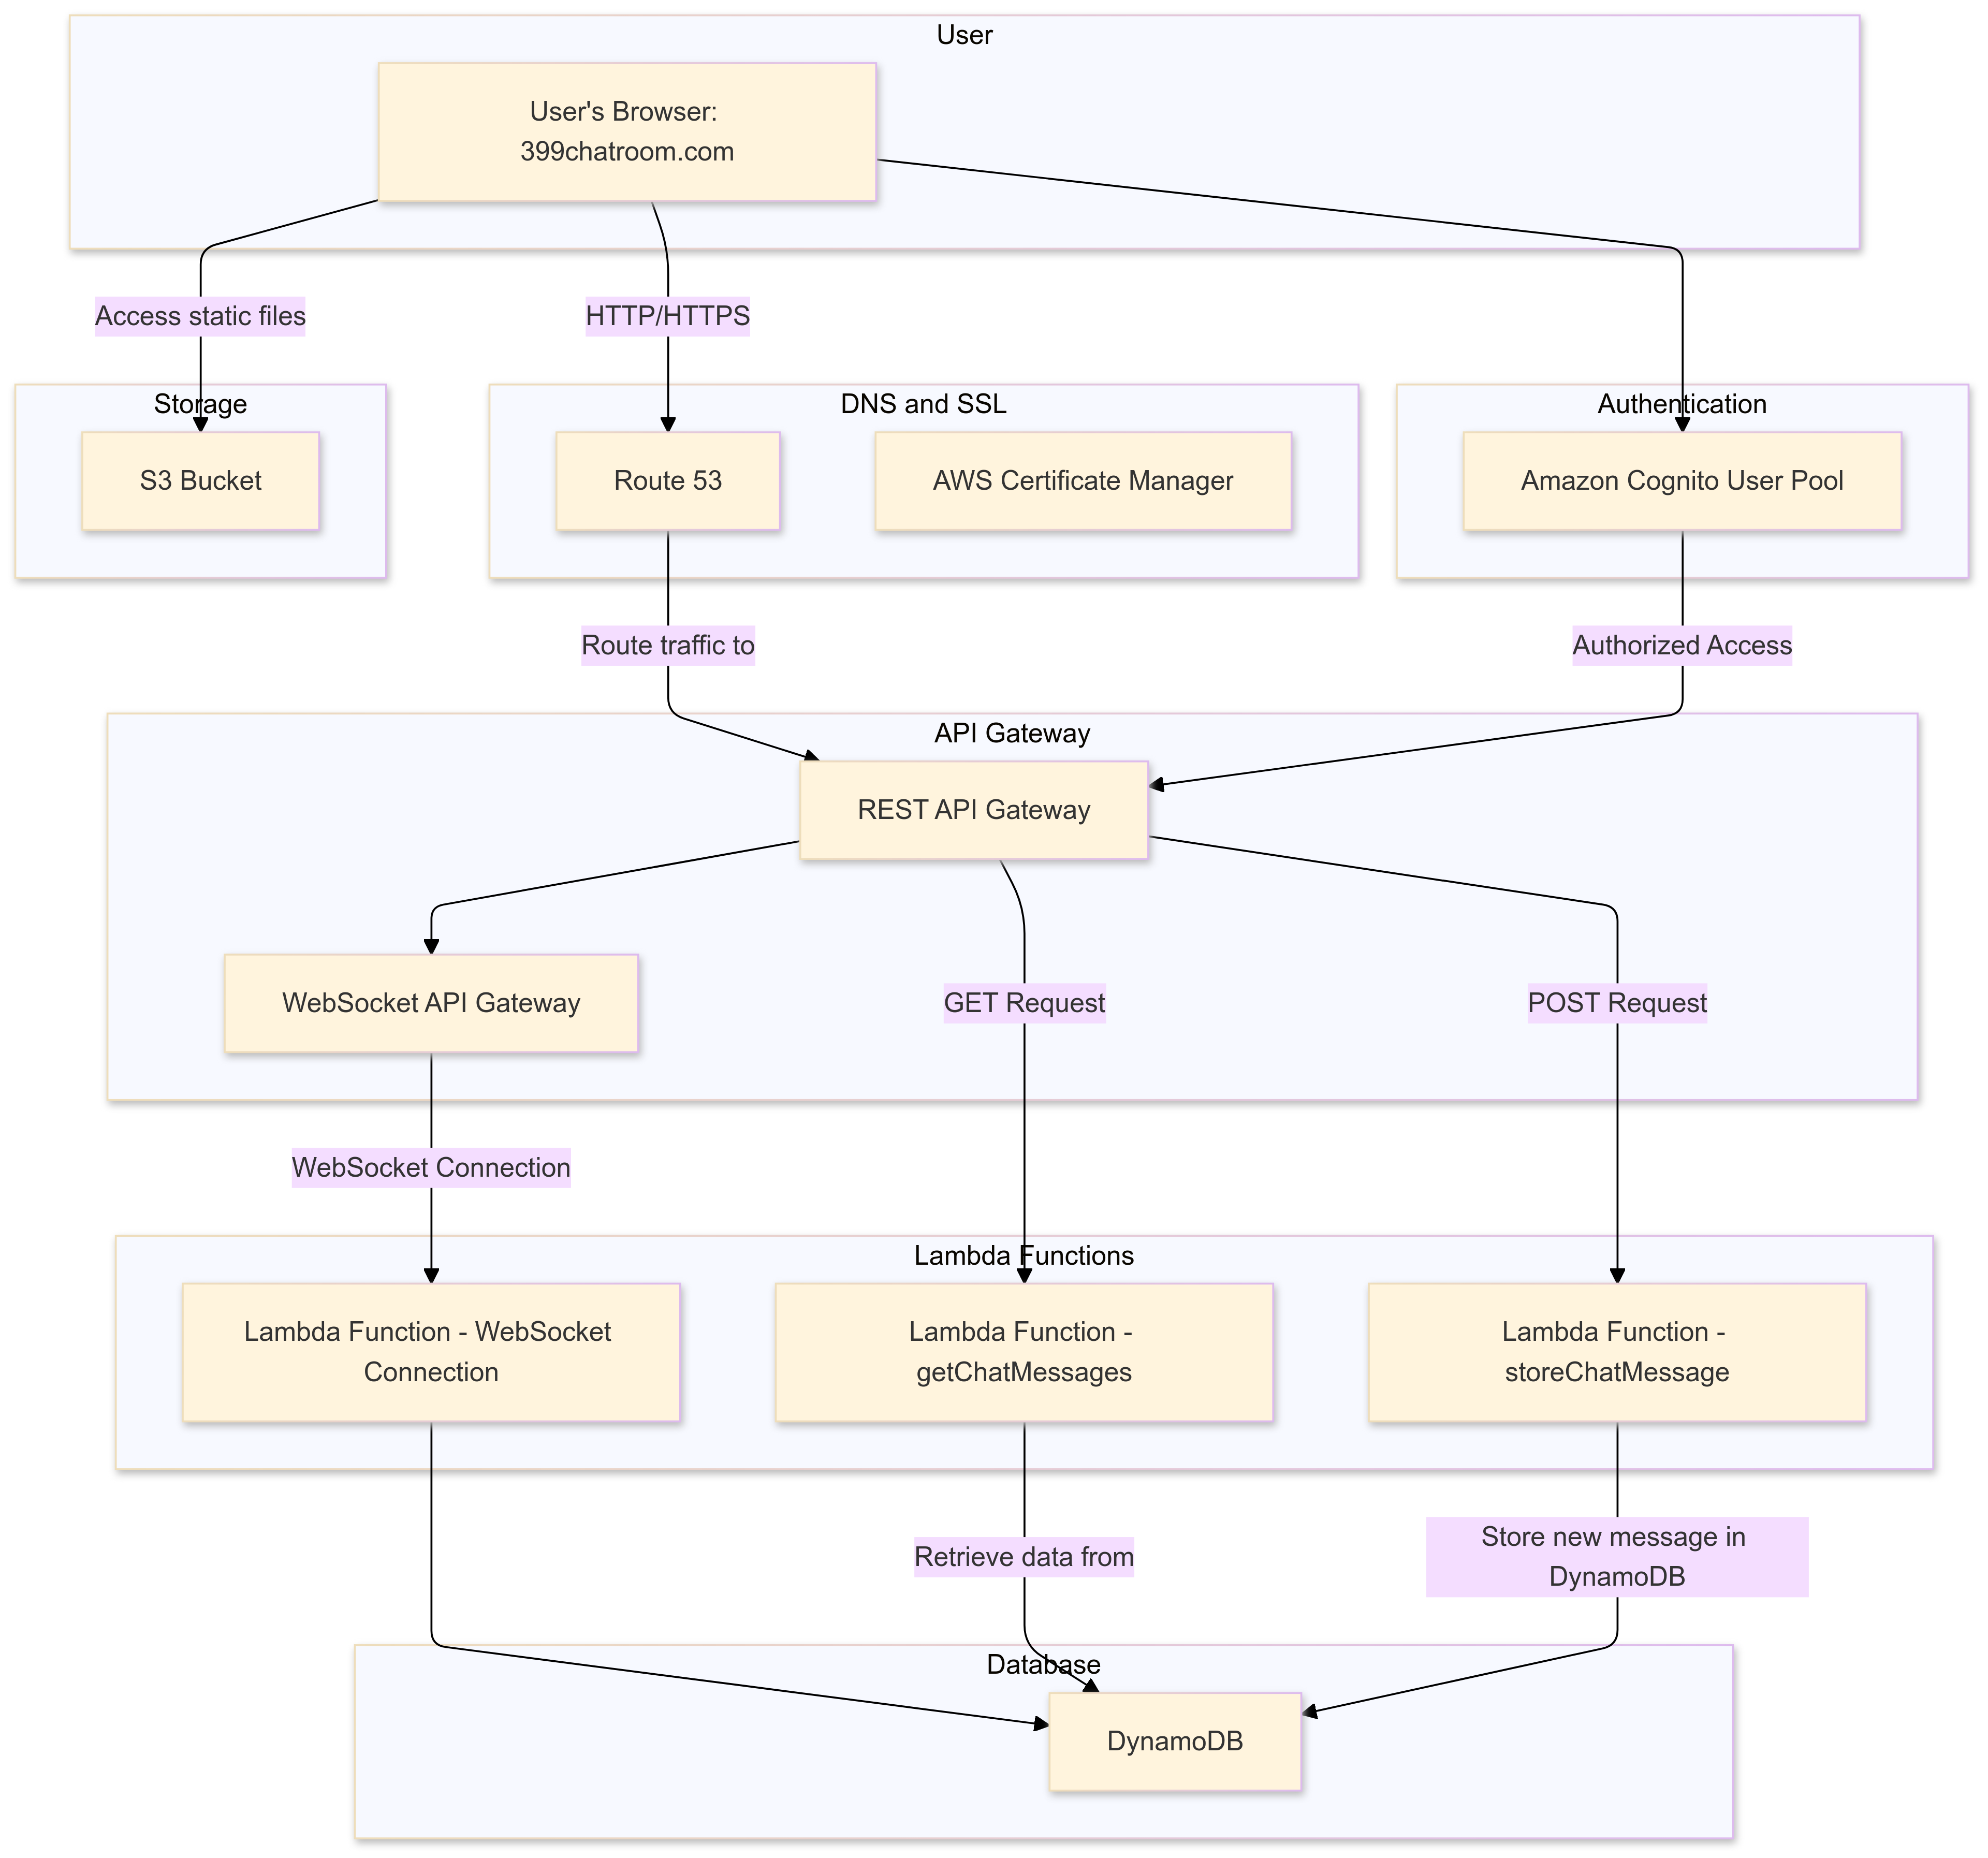 User
User's Browser:
399chatroom.com
Access static files
HTTP/HTTPS
Storage
DNS and SSL
Authentication
S3 Bucket
Route 53
AWS Certificate Manager
Amazon Cognito User Pool
Route traffic to
Authorized Access
API Gateway
REST API Gateway
WebSocket API Gateway
GET Request
POST Request
WebSocket Connection
Lambda Functions
Lambda Function - WebSocket
Connection
Lambda Function -
getChatMessages
Lambda Function -
storeChatMessage
Retrieve data from
Store new message in
DynamoDB
Database
DynamoDB